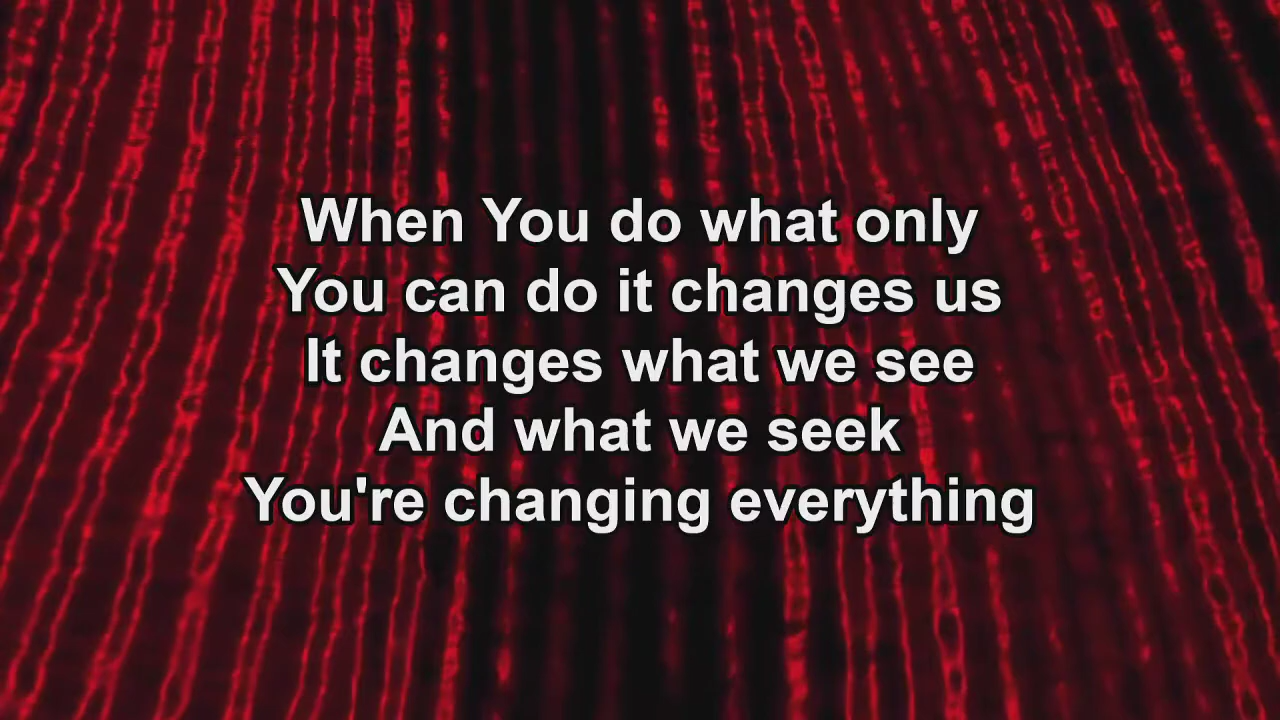 When You do what only
You can do it changes us
It changes what we see
And what we seek
You're changing everything